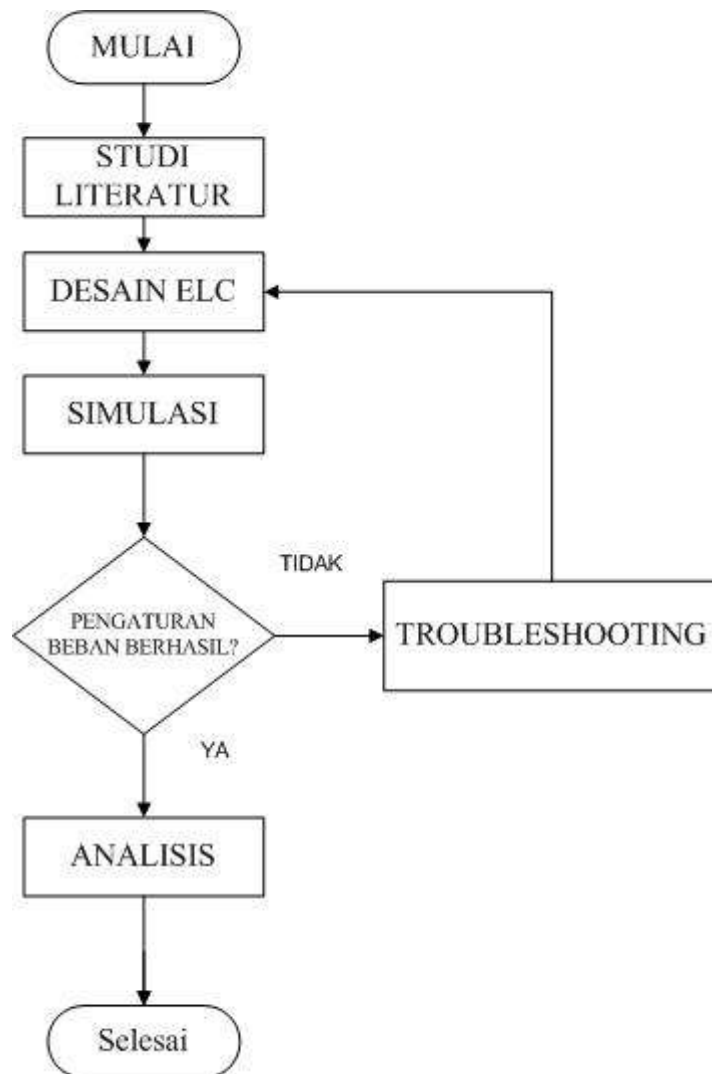 MULAI
STUDI
LITERATUR
DESAIN ELC
SIMULASI
TIDAK
PENGATURAN
BEBAN BERHASIL?
TROUBLESHOOTING
YA
ANALISIS
Selesai